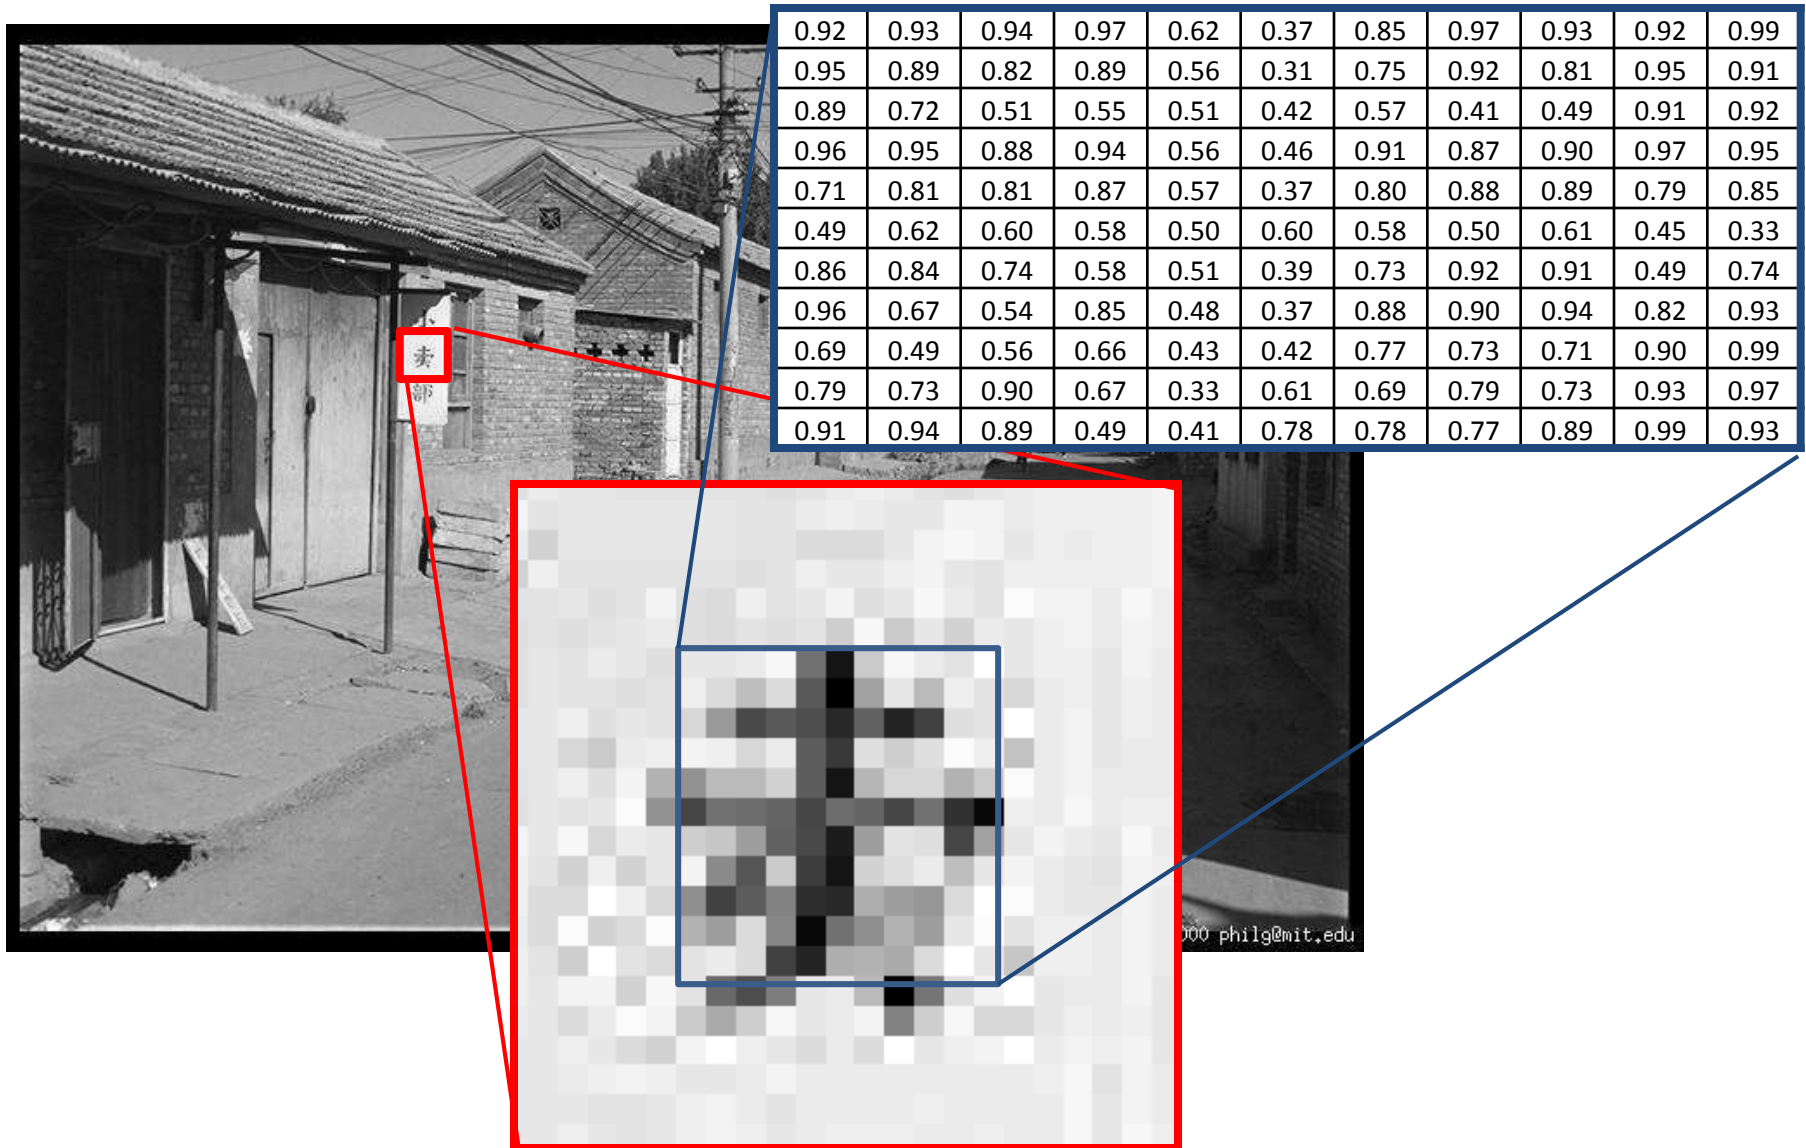 0.92 0.93 0.94 0.97 0.62 0.37 0.85 0.97 0.93 0.92 0.99
0.95 0.89 0.82 0.89 0.56 0.31 0.75 0.92 0.81 0.95 0.91
0.89 0.72 0.51 0.55 0.51 0.42 0.57 0.41 0.49 0.91 0.92
0.96 0.95 0.88 0.94 0.56 0.46 0.91 0.87 0.90 0.97 0.95
0.71 0.81 0.81 0.87 0.57 0.37 0.80 0.88 0.89 0.79 0.85
0.49 0.62 0.60 0.58 0.50 0.60 0.58 0.50 0.61 0.45 0.33
0.86 0.84 0.74 0.58 0.51 0.39 0.73 0.92 0.91 0.49 0.74
0.96 0.67 0.54 0.85 0.48 0.37 0.88 0.90 0.94 0.82 0.93
0.69 0.49 0.56 0.66 0.43 0.42 0.77 0.73 0.71 0.90 0.99
0.79 0.73 0.90 0.67 0.33 0.61 0.69 0.79 0.73 0.93 0.97
0.91 0.94 0.89 0.49 0.41 0.78 0.78 0.77 0.89 0.99 0.93
卖
部
philg@mit.edu